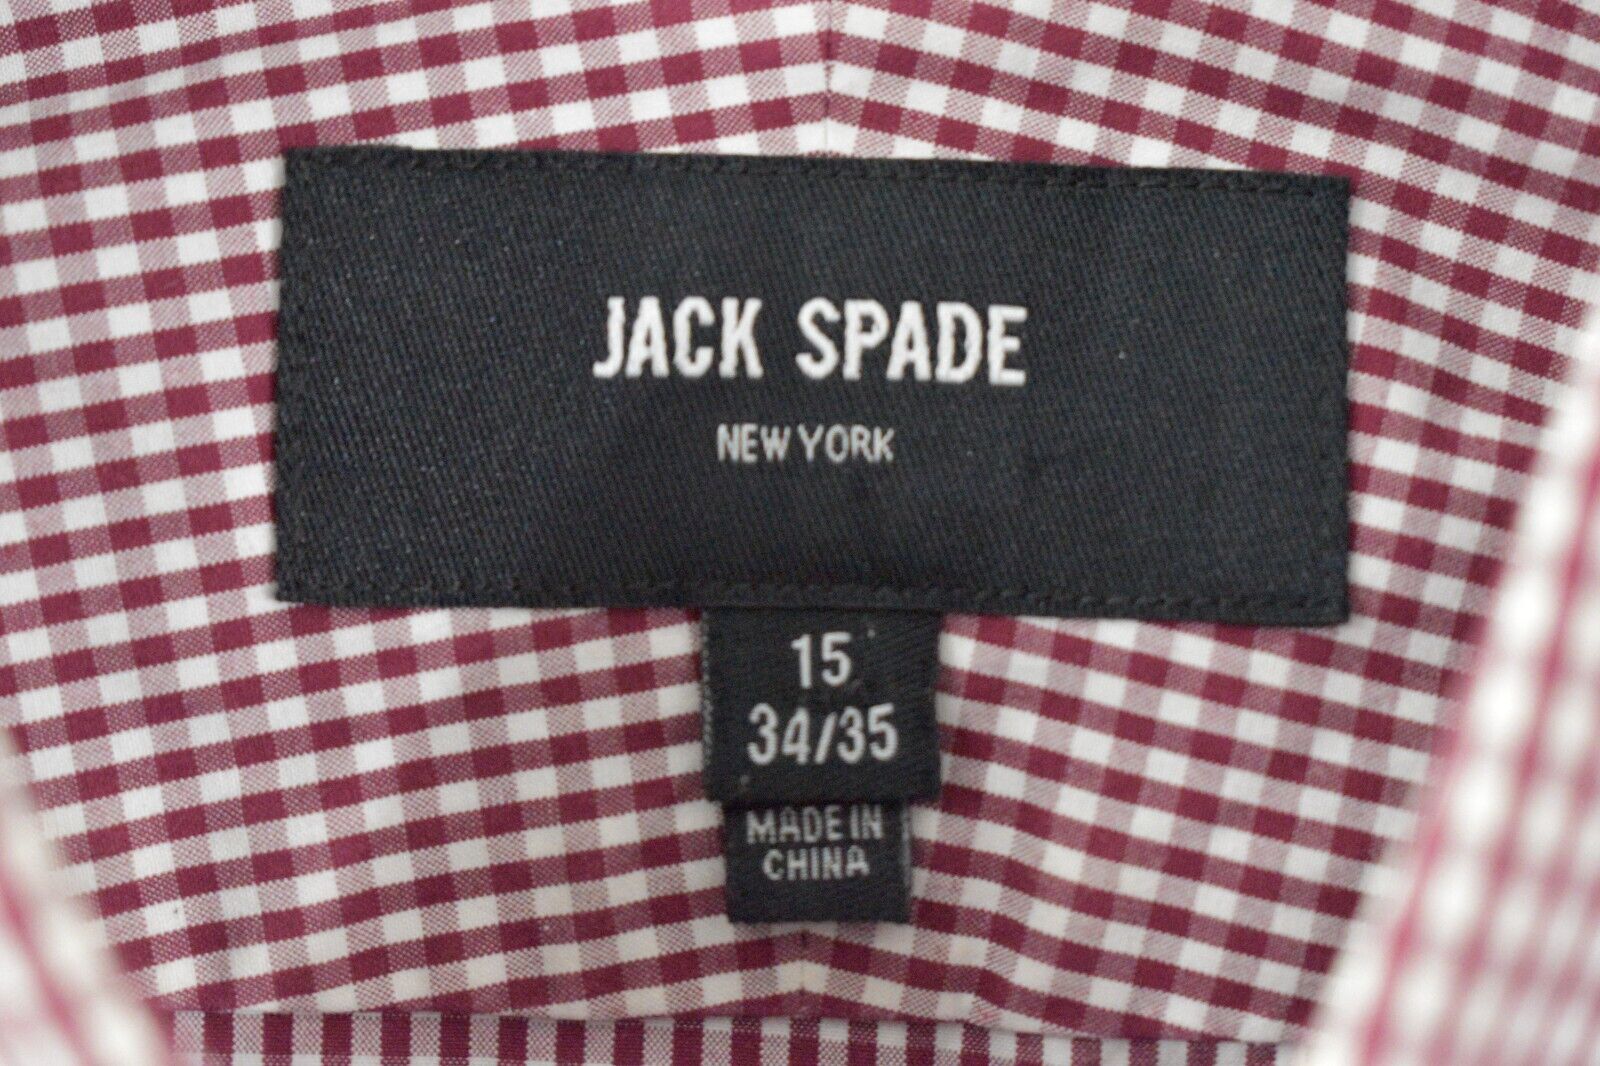 JACK SPADE
NEW YORK
15
34/35
MADE IN
CHINA